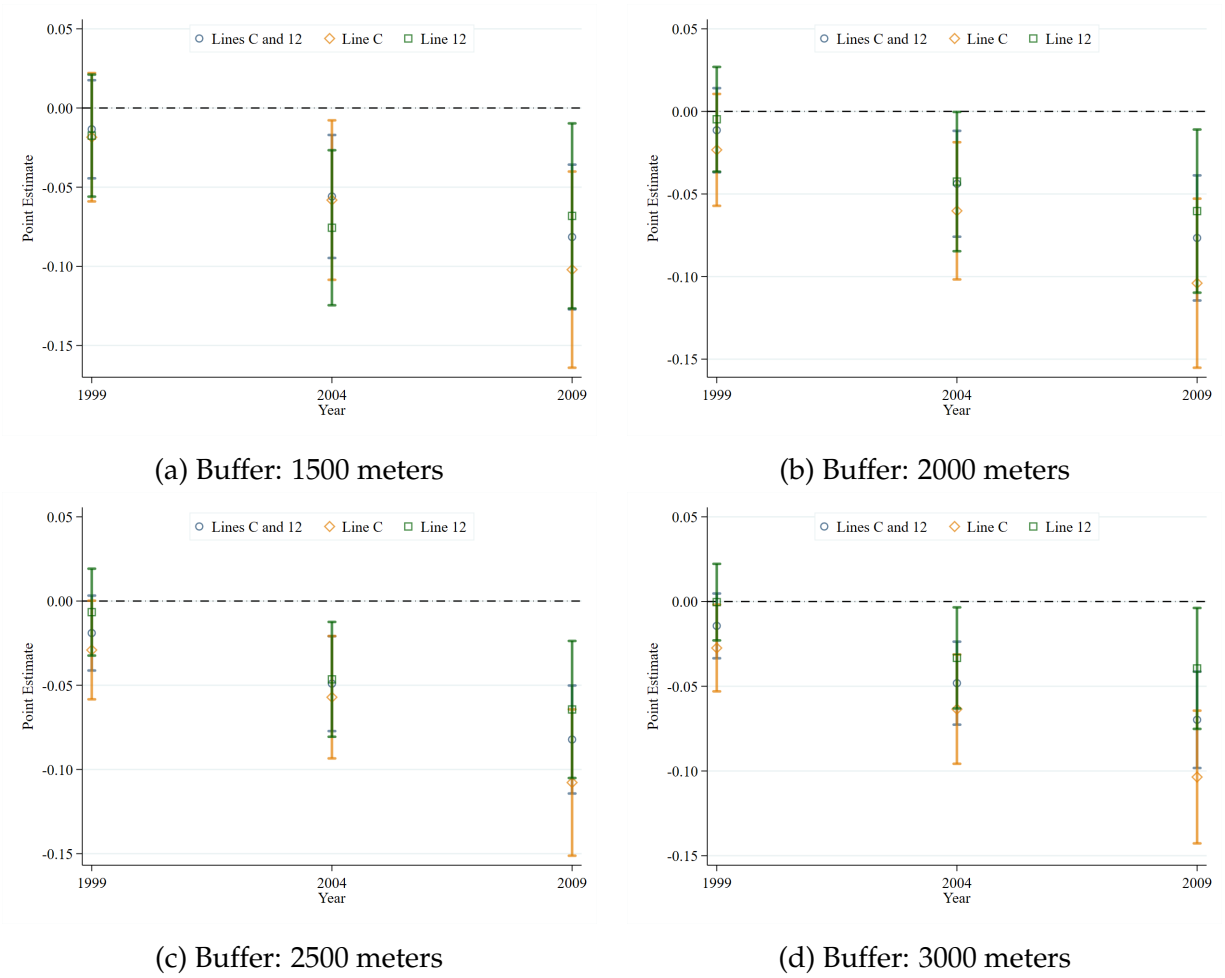 0.05
Lines C and 12 Line C Line 12
0.00
-0.05
-0.10
-0.15
Point Estimate
1999 2004 2009
Year
(a) Buffer: 1500 meters
0.05
Lines C and 12 Line C Line 12
0.00
-0.05
-0.10
-0.15
Point Estimate
1999 2004 2009
Year
(b) Buffer: 2000 meters
0.05
Lines C and 12 Line C Line 12
0.00
-0.05
-0.10
-0.15
Point Estimate
1999 2004 2009
Year
(c) Buffer: 2500 meters
0.05
Lines C and 12 Line C Line 12
0.00
-0.05
-0.10
-0.15
Point Estimate
1999 2004 2009
Year
(d) Buffer: 3000 meters